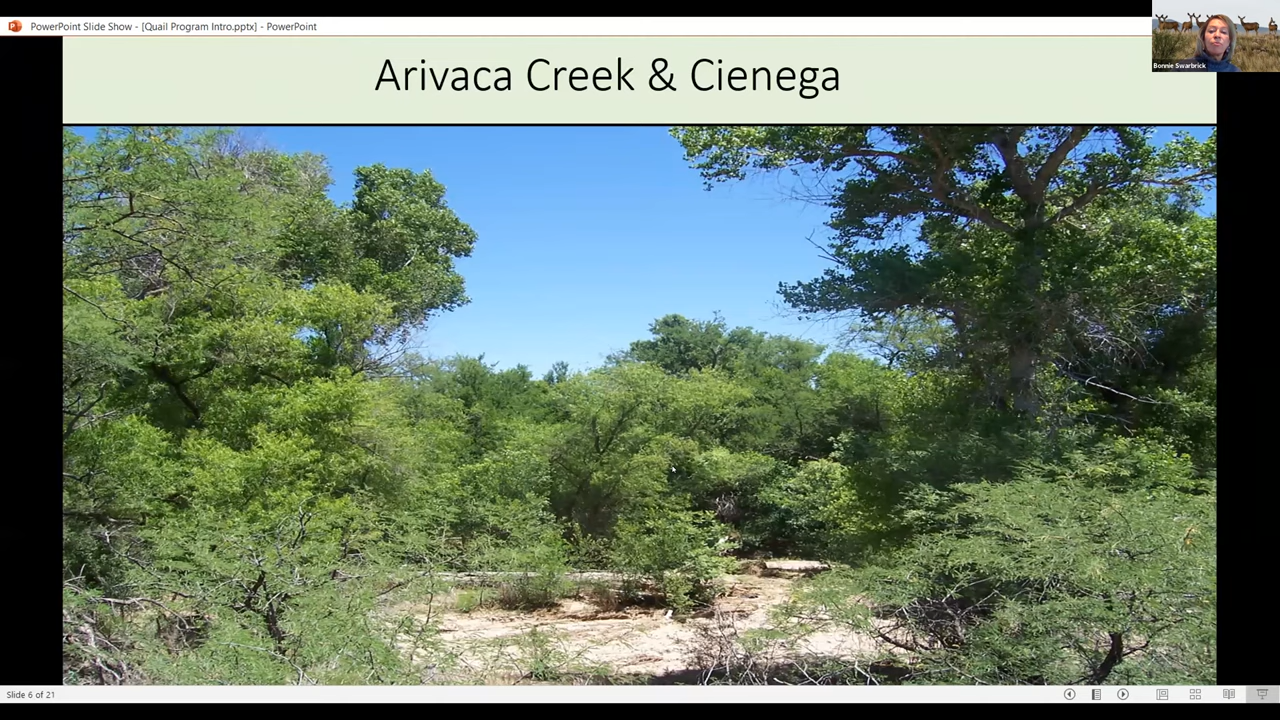 PowerPoint Slide Show - [Quail Program Intro.pptx] - PowerPoint
Bonnie Swarbrick
Arivaca Creek & Cienega
Slide 6 of 21